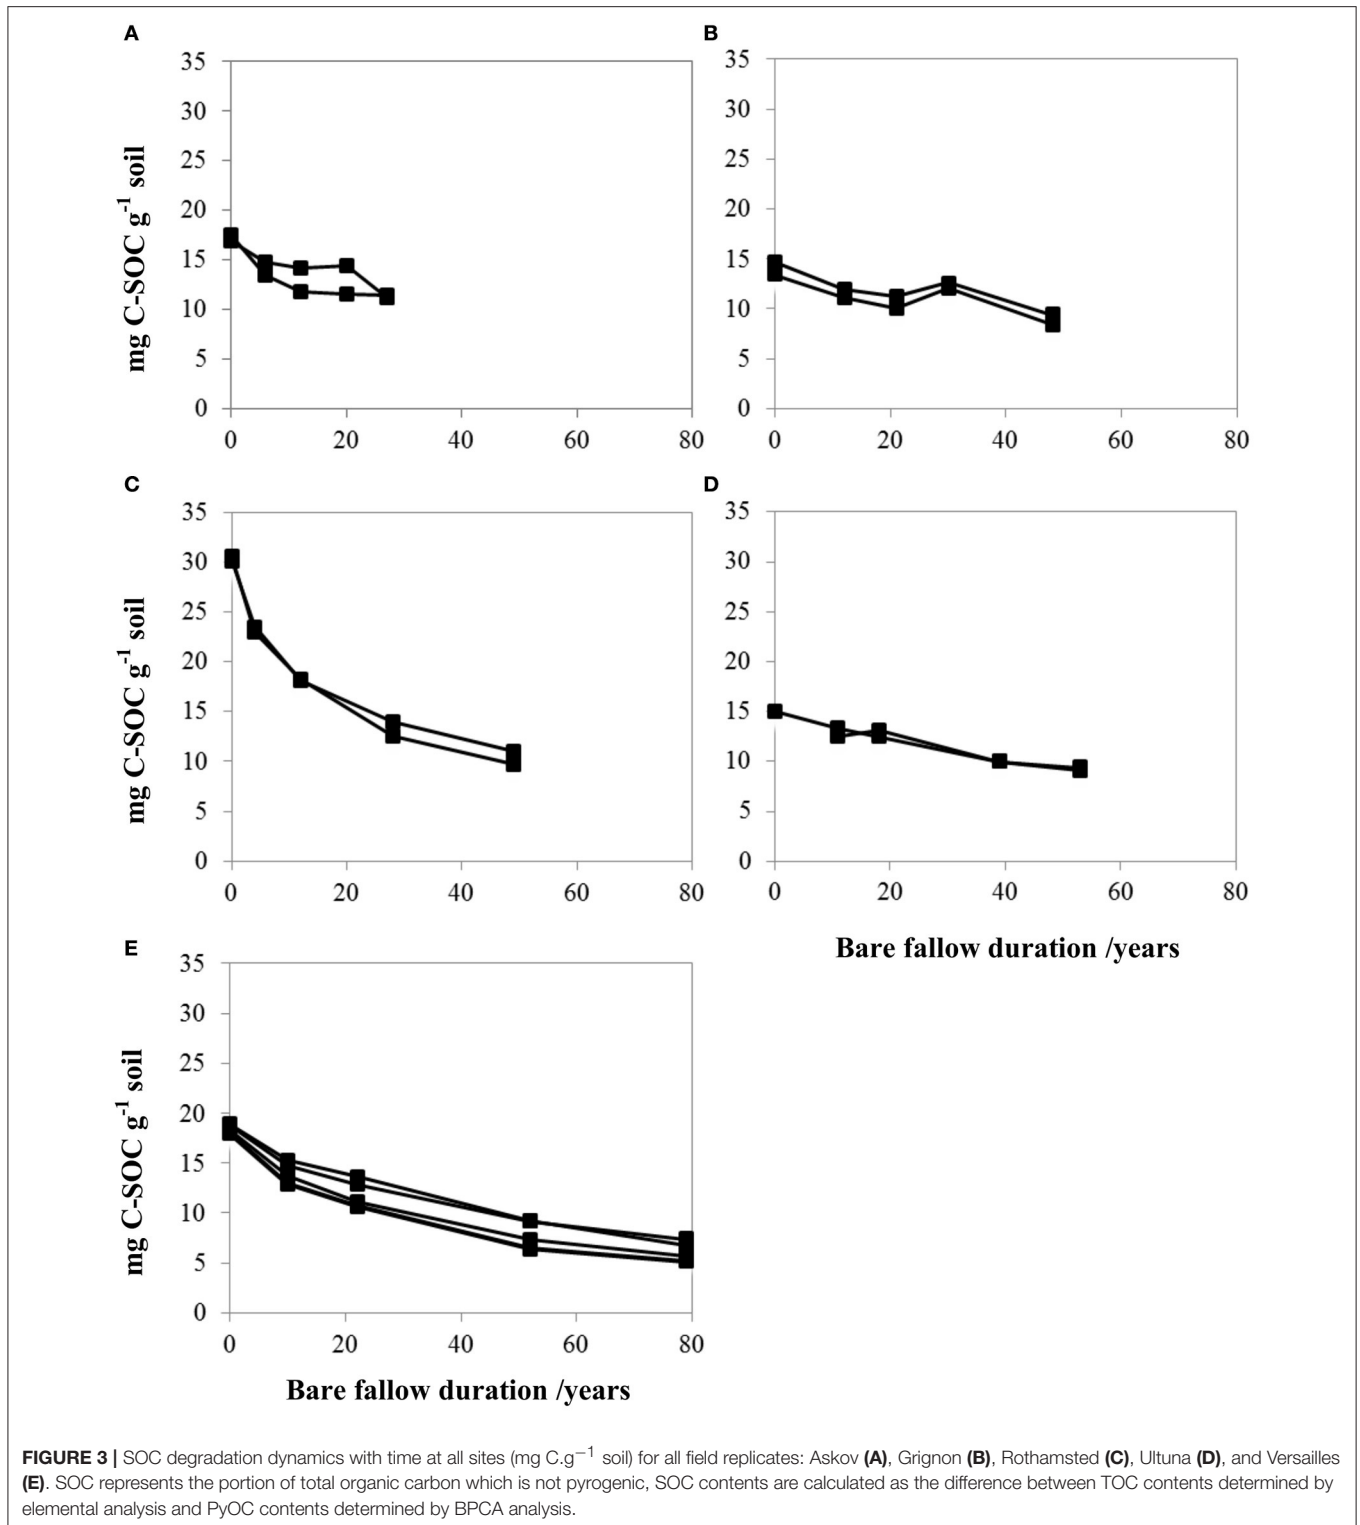 A
35
30
25
20
15
10
5
0
mg C-SOC g-1 soil
0 20 40 60 80
B
35
30
25
20
15
10
5
0
0 20 40 60 80
C
35
30
25
20
15
10
5
0
mg C-SOC g-1 soil
0 20 40 60 80
D
35
30
25
20
15
10
5
0
0 20 40 60 80
Bare fallow duration /years
E
35
30
25
20
15
10
5
0
mg C-SOC g-1 soil
0 20 40 60 80
Bare fallow duration /years
FIGURE 3 | SOC degradation dynamics with time at all sites (mg C.g−1 soil) for all field replicates: Askov (A), Grignon (B), Rothamsted (C), Ultuna (D), and Versailles
(E). SOC represents the portion of total organic carbon which is not pyrogenic, SOC contents are calculated as the difference between TOC contents determined by
elemental analysis and PyOC contents determined by BPCA analysis.